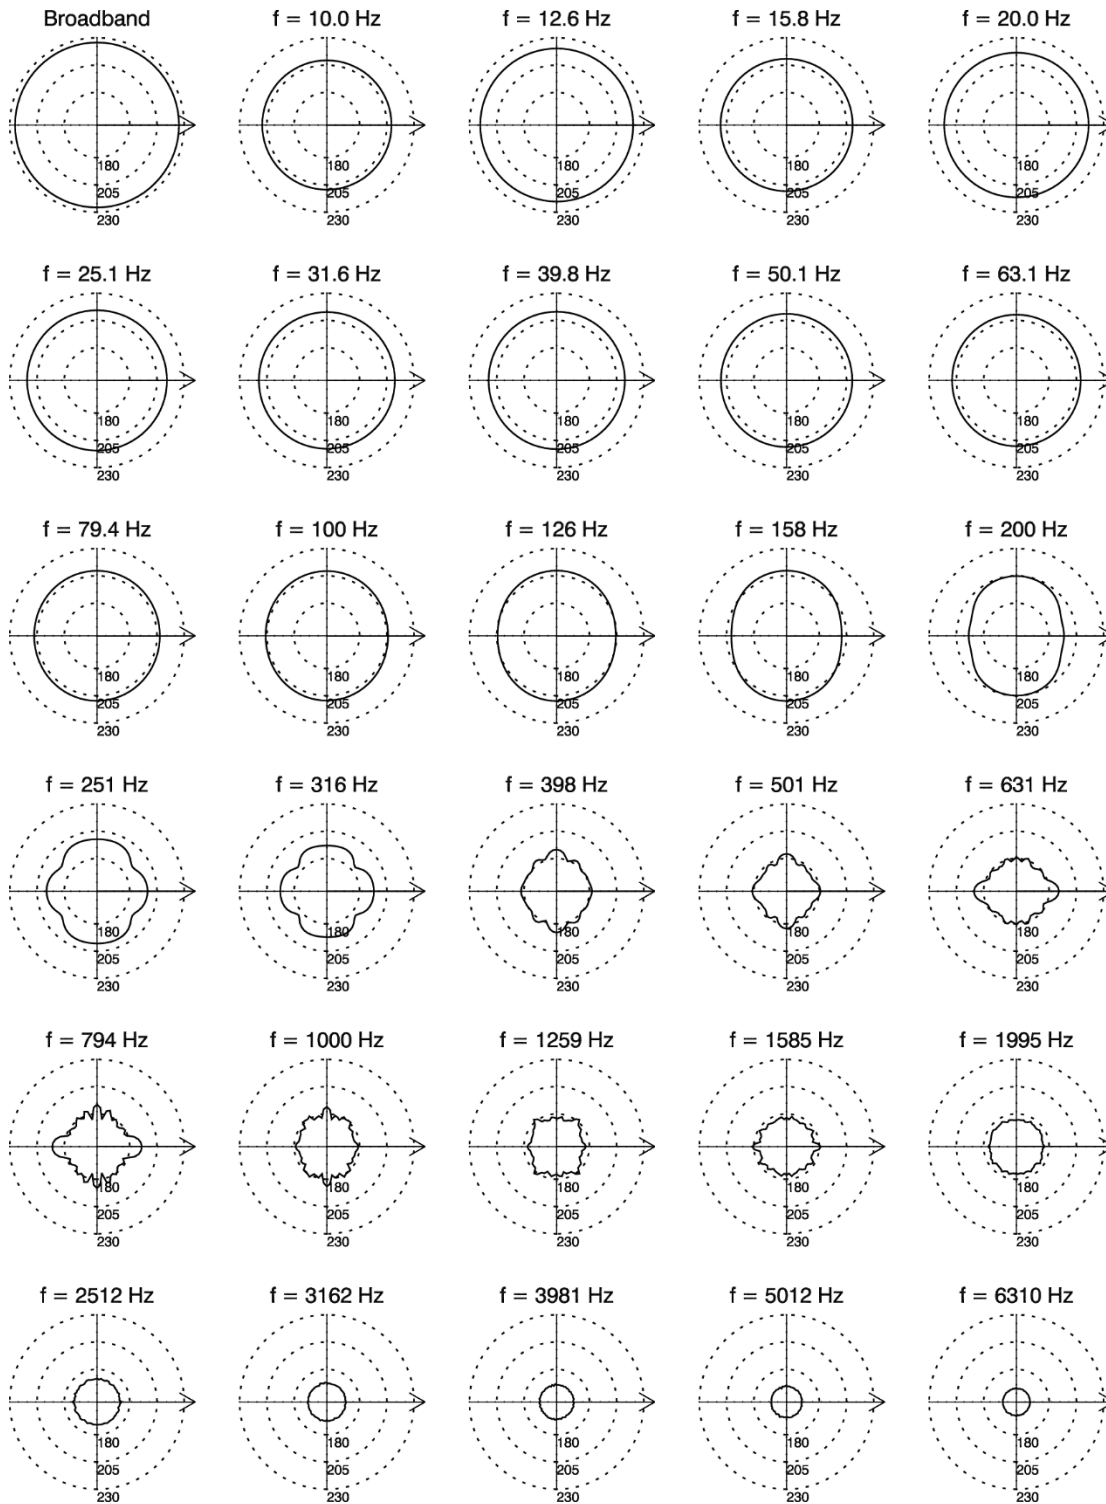 Broadband f = 10.0 Hz f = 12.6 Hz f = 15.8 Hz f = 20.0 Hz
180 180 180 180 180
205 205 205 205 205
230 230 230 230 230
f = 25.1 Hz f = 31.6 Hz f = 39.8 Hz f = 50.1 Hz f = 63.1 Hz
180 180 180 180 180
205 205 205 205 205
230 230 230 230 230
f = 79.4 Hz f = 100 Hz f = 126 Hz f = 158 Hz f = 200 Hz
180 180 180 180 180
205 205 205 205 205
230 230 230 230 230
f = 251 Hz f = 316 Hz f = 398 Hz f = 501 Hz f = 631 Hz
180 180 180 180 180
205 205 205 205 205
230 230 230 230 230
f = 794 Hz f = 1000 Hz f = 1259 Hz f = 1585 Hz f = 1995 Hz
180 180 180 180 180
205 205 205 205 205
230 230 230 230 230
f = 2512 Hz f = 3162 Hz f = 3981 Hz f = 5012 Hz f = 6310 Hz
180 180 180 180 180
205 205 205 205 205
230 230 230 230 230